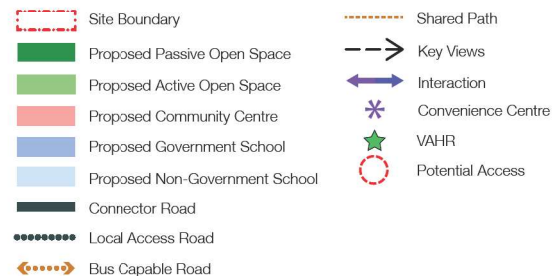 Site Boundary
Proposed Passive Open Space
Proposed Active Open Space
Proposed Community Centre
Proposed Government School
Proposed Non-Government School
Connector Road
Local Access Road
Bus Capable Road
Shared Path
Key Views
Interaction
Convenience Centre
VAHR
Potential Access